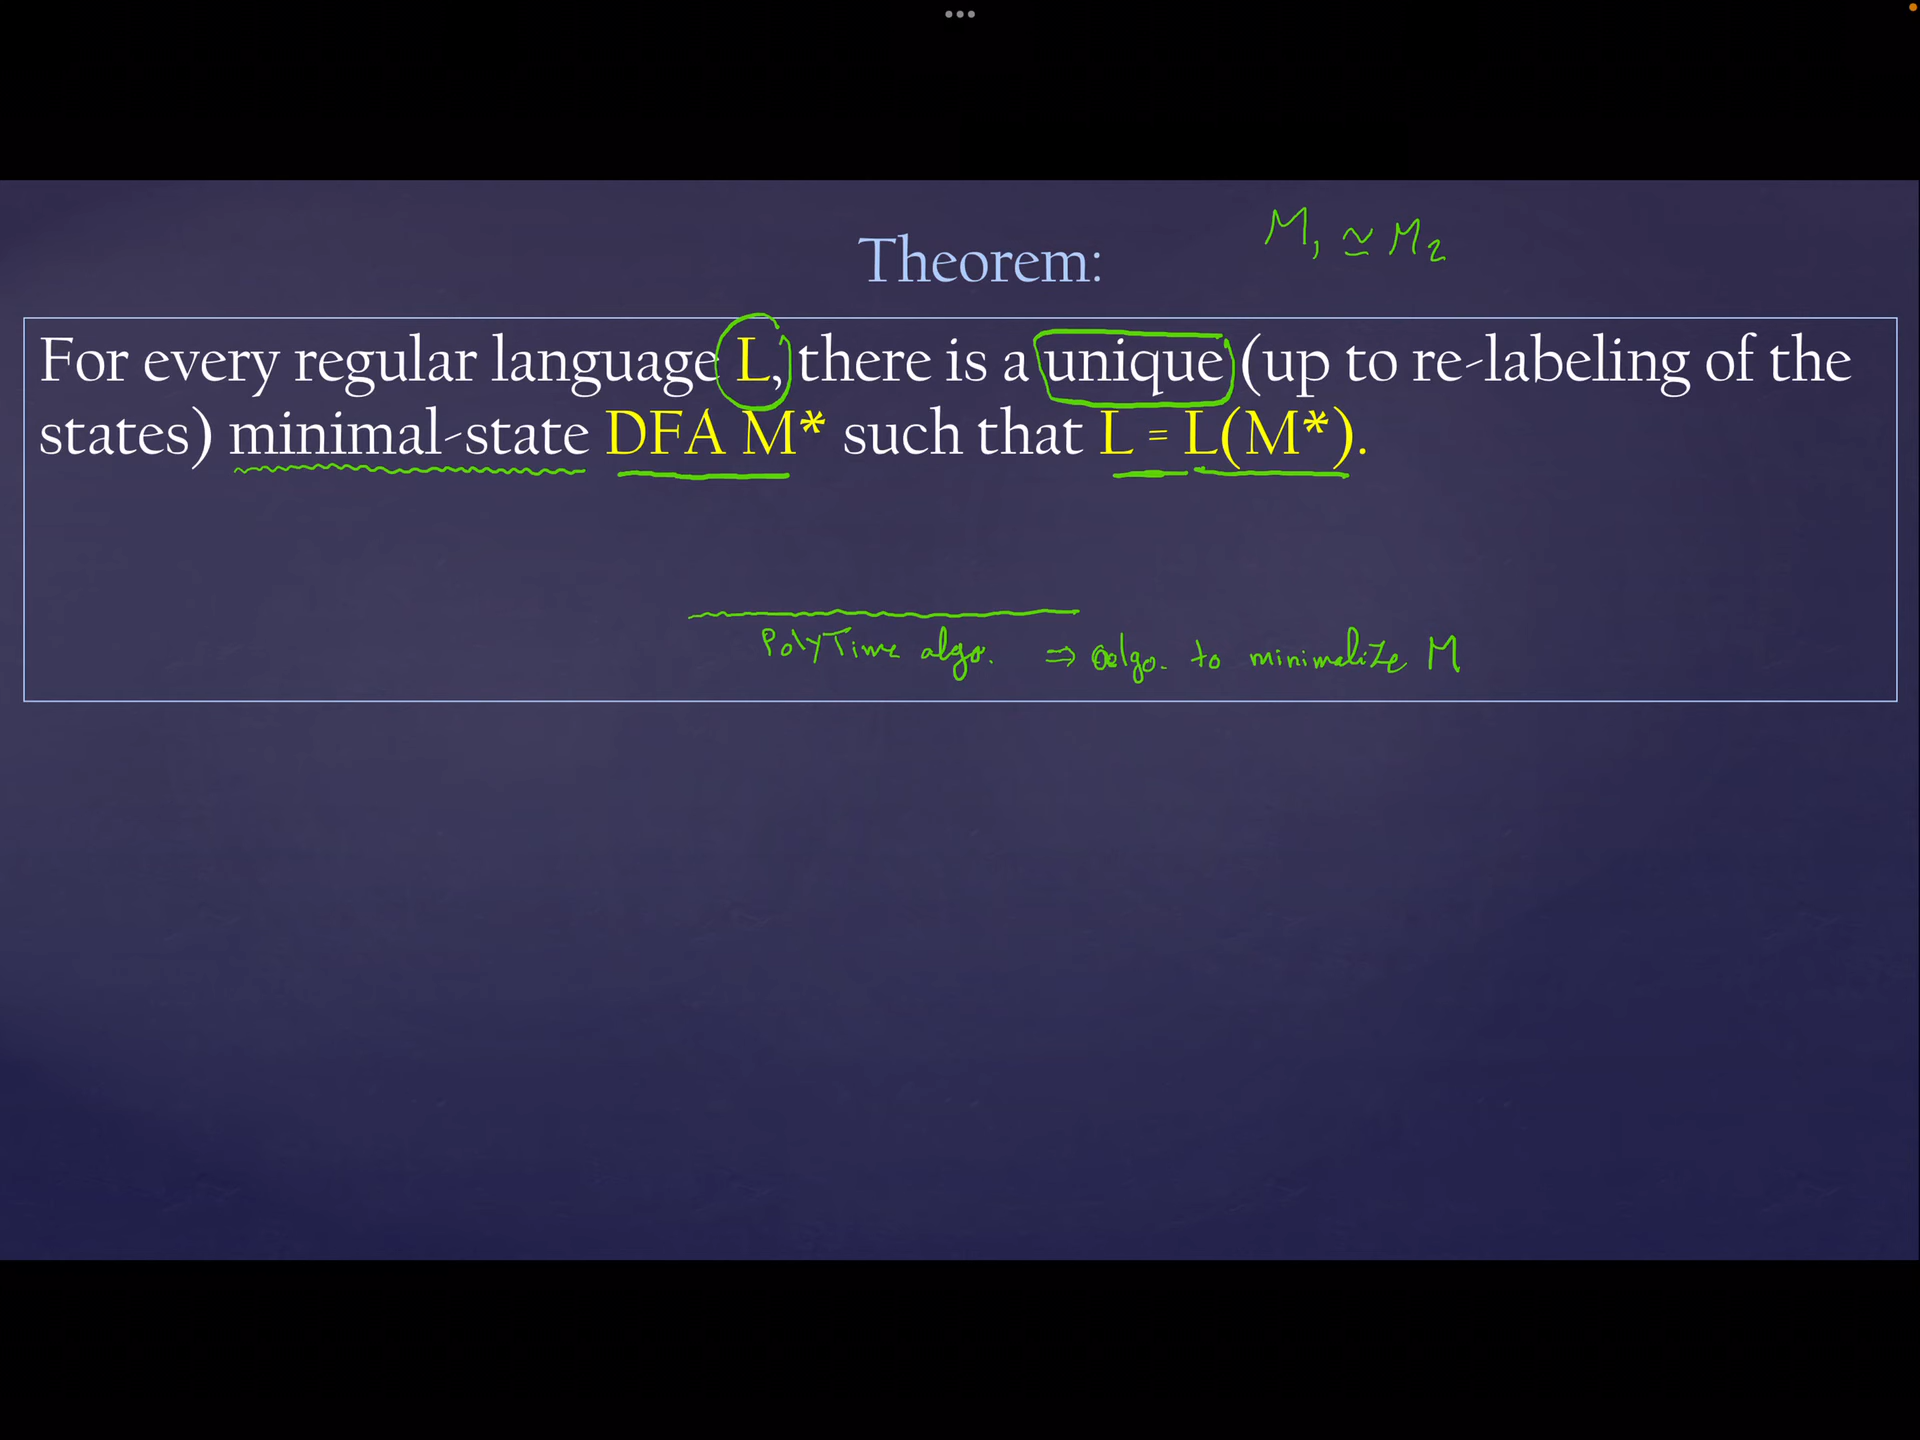 Theorem:
M₁ ≃ M₂
For every regular language L, there is a unique (up to re-labeling of the
states) minimal-state DFA M* such that L = L(M*).
PolyTime algo. ⇒ algo. to minimalize M